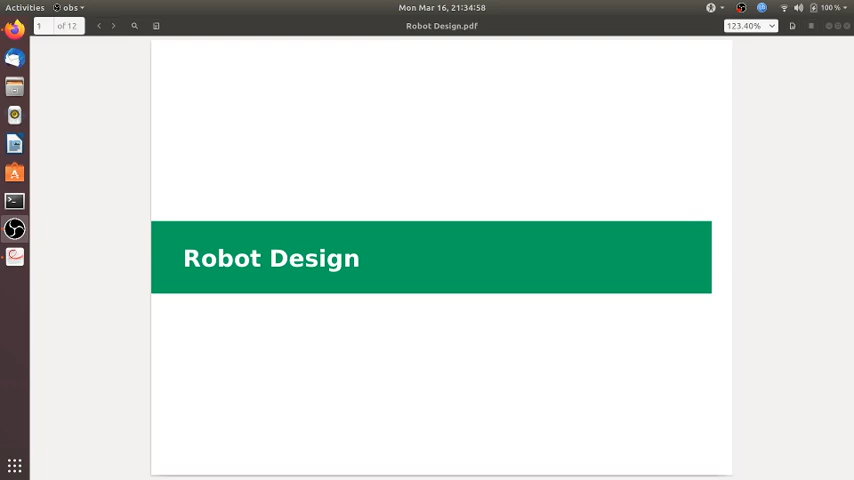 Activities
obs
Mon Mar 16, 21:34:58
100 %
1
of 12
Robot Design.pdf
123.40%
Robot Design